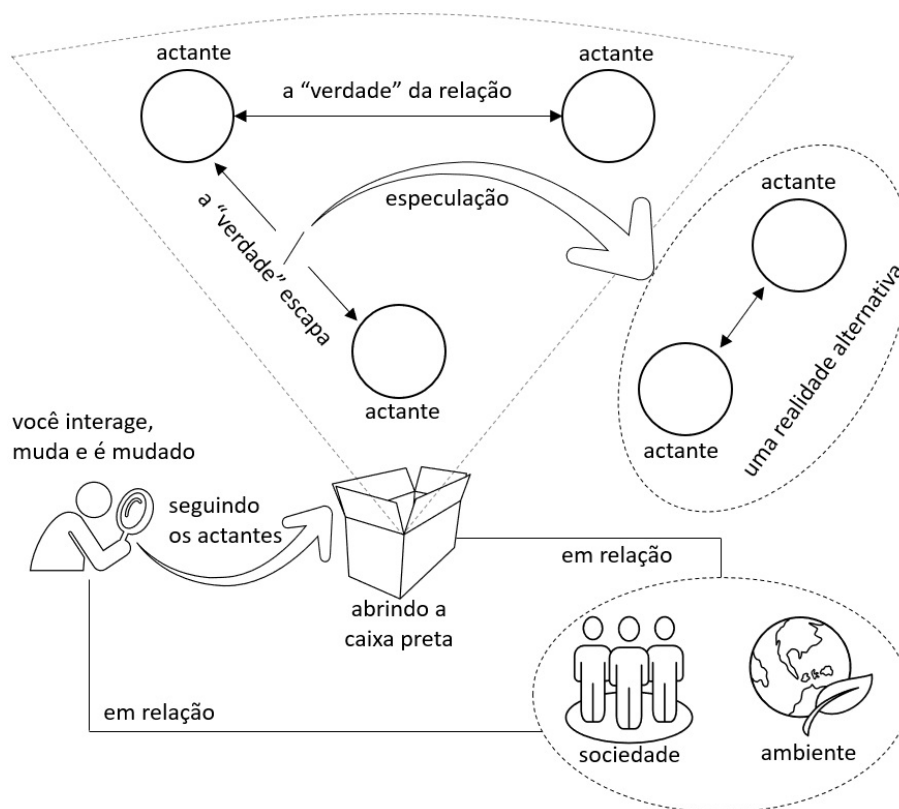 actante
actante
a “verdade” da relação
actante
especulação
a “verdade” escapa
uma realidade alternativa
actante
actante
você interage,
muda e é mudado
seguindo
os actantes
em relação
abrindo a
caixa preta
em relação
sociedade
ambiente